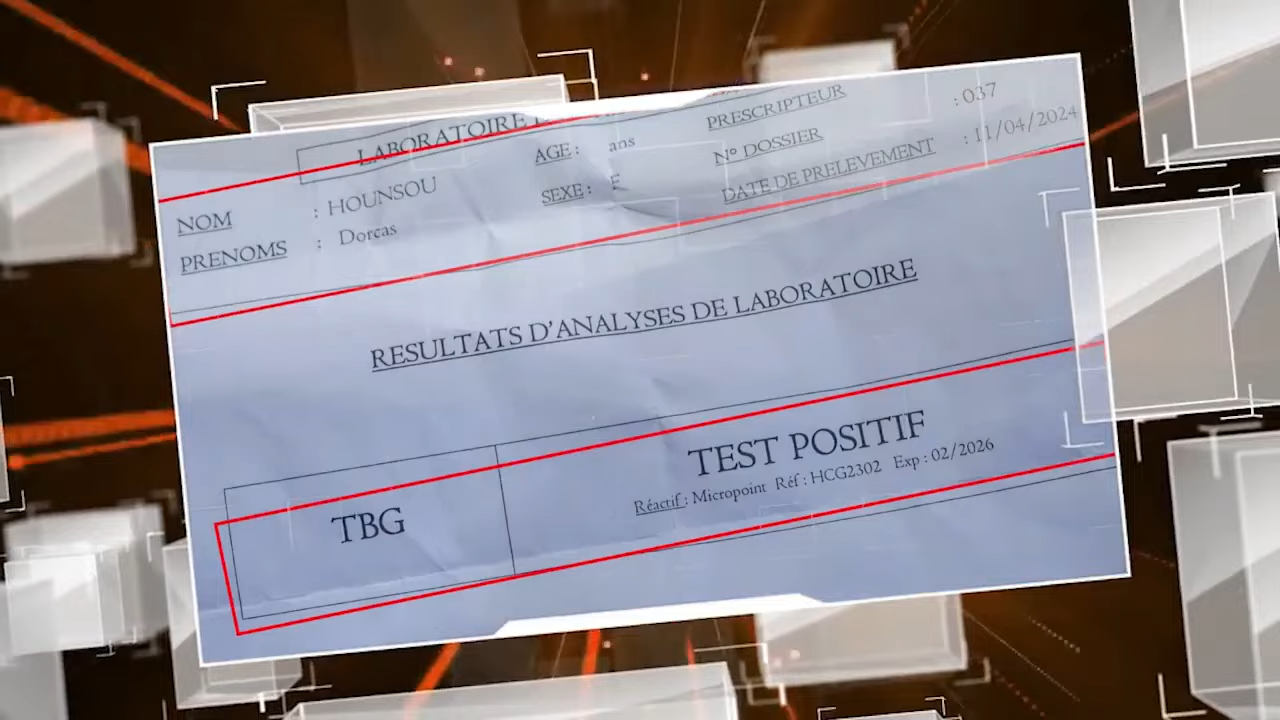 LABORATOIRE
NOM : HOUNSOU
PRENOMS : Dorcas
AGE : ans
SEXE : F
PRESCRIPTEUR
N° DOSSIER : 037
DATE DE PRELEVEMENT : 11/04/2024
RESULTATS D'ANALYSES DE LABORATOIRE
TBG
TEST POSITIF
Réactif : Micropoint Réf : HCG2302 Exp : 02/2026